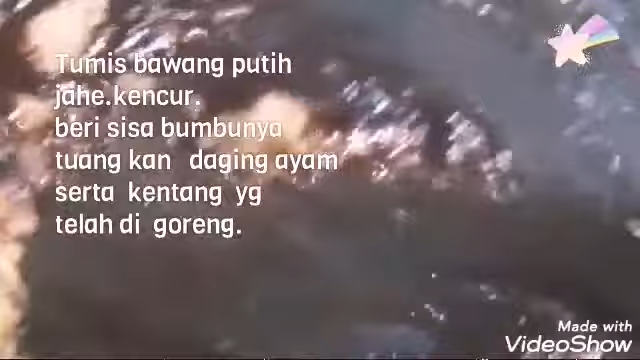 Tumis bawang putih
jahe.kencur.
beri sisa bumbunya
tuang kan daging ayam
serta kentang yg
telah di goreng.
Made with
VideoShow